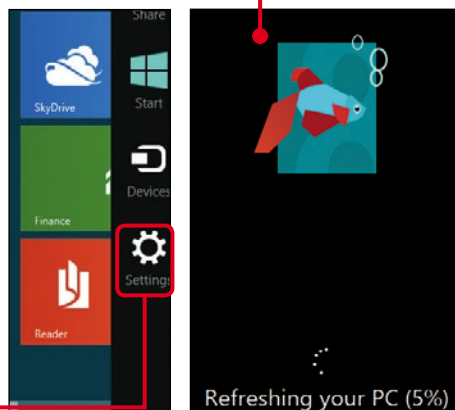 Share
SkyDrive
Start
Devices
Finance
Settings
Reader
Refreshing your PC (5%)